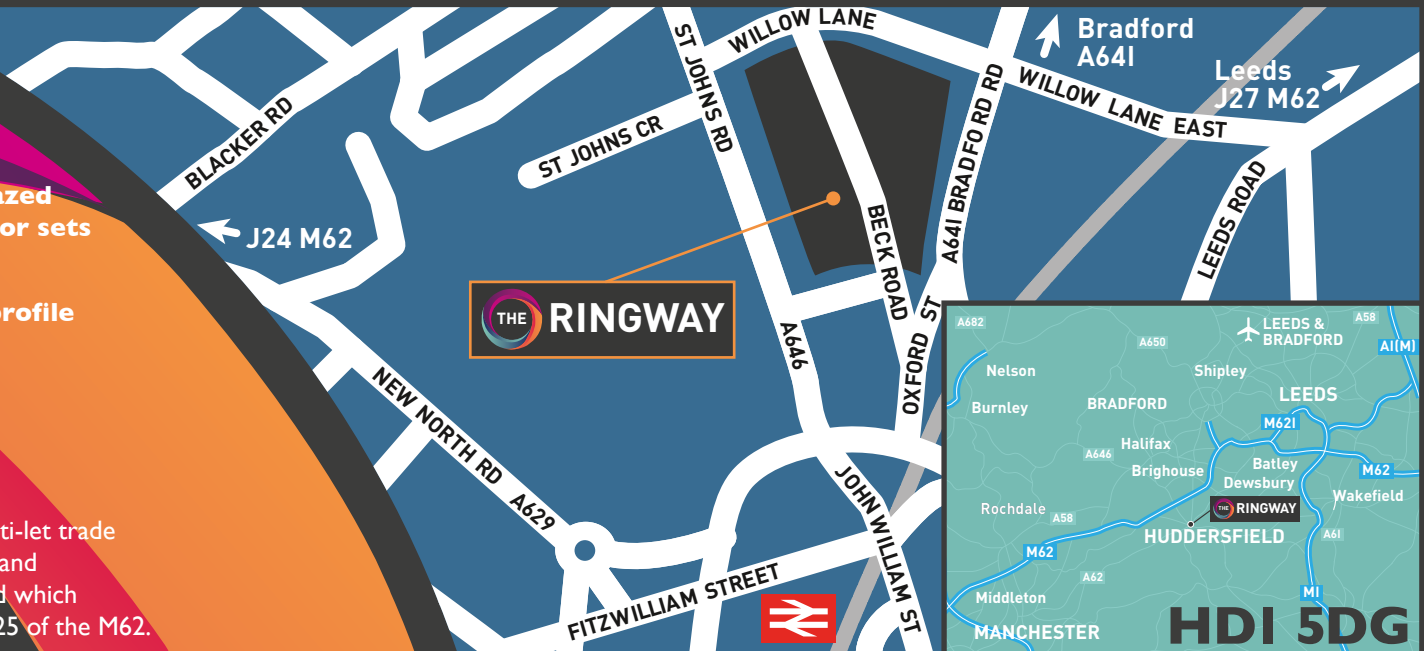 azed
or sets
rofile
ti-let trade
and
d which
25 of the M62.
WILLOW LANE
Bradford
A641
Leeds
J27 M62
WILLOW LANE EAST
ST JOHNS RD
BLACKER RD
ST JOHNS CR
A641 BRADFORD RD
LEEDS ROAD
J24 M62
BECK ROAD
THE RINGWAY
A646
OXFORD ST
NEW NORTH RD A629
JOHN WILLIAM ST
FITZWILLIAM STREET
A682
LEEDS &
BRADFORD
A58
A650
A1(M)
Nelson
Shipley
LEEDS
Burnley
BRADFORD
M621
Halifax
A646
Brighouse
Batley
M62
Dewsbury
Wakefield
Rochdale
A58
THE RINGWAY
HUDDERSFIELD
A61
M62
A62
Middleton
M1
MANCHESTER
HD1 5DG